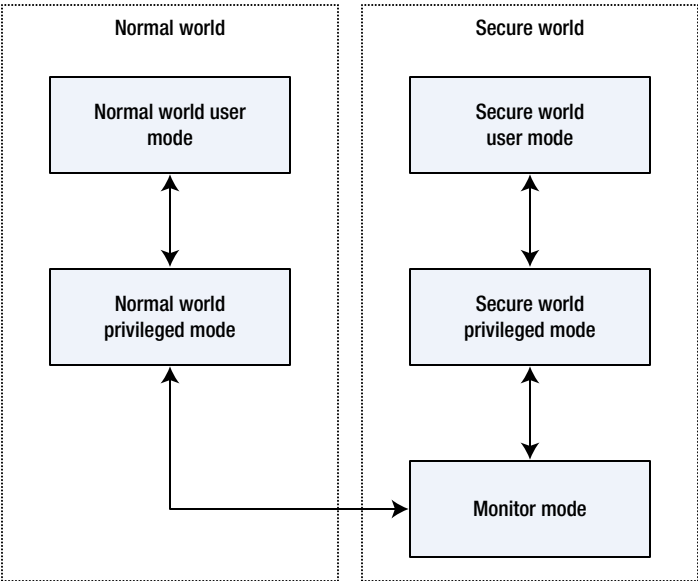 Normal world
Secure world
Normal world user
mode
Secure world
user mode
Normal world
privileged mode
Secure world
privileged mode
Monitor mode